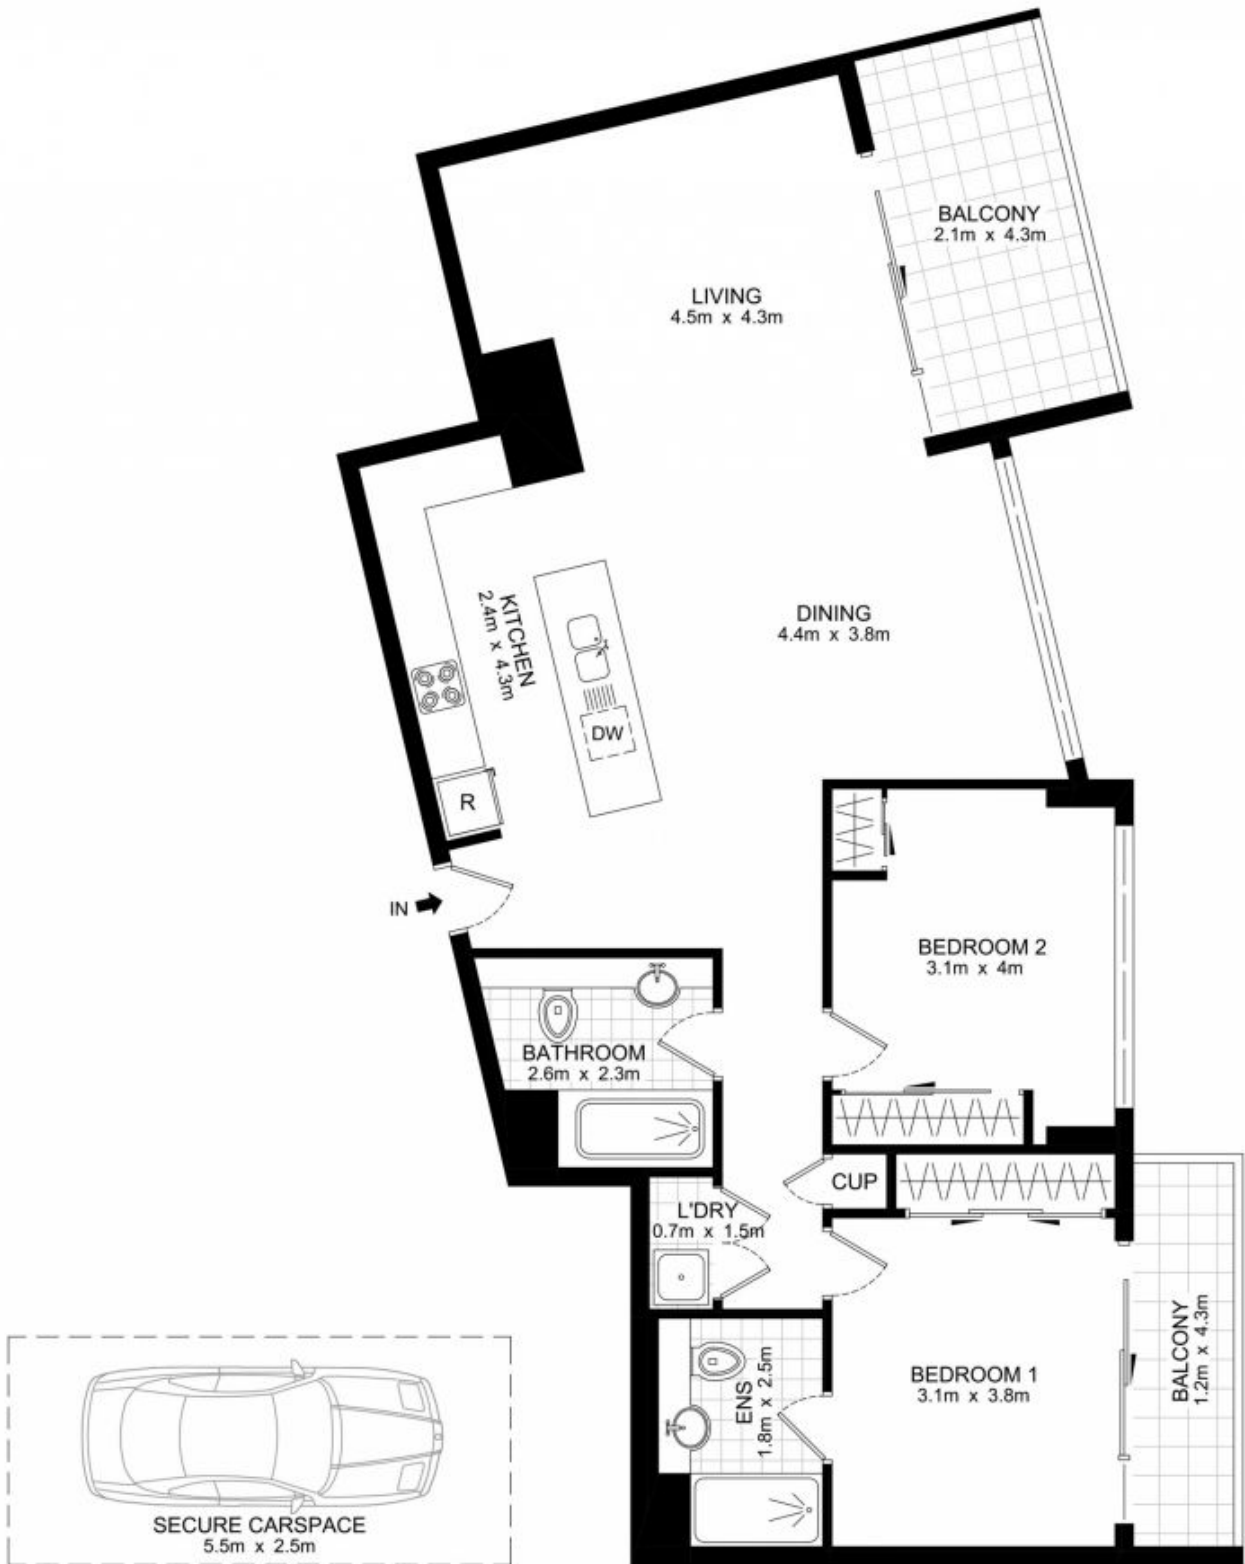 BALCONY
2.1m x 4.3m
LIVING
4.5m x 4.3m
KITCHEN
2.4m x 4.3m
DINING
4.4m x 3.8m
DW
R
IN
BEDROOM 2
3.1m x 4m
BATHROOM
2.6m x 2.3m
CUP
L'DRY
0.7m x 1.5m
BALCONY
1.2m x 4.3m
ENS
1.8m x 2.5m
BEDROOM 1
3.1m x 3.8m
SECURE CARSPACE
5.5m x 2.5m